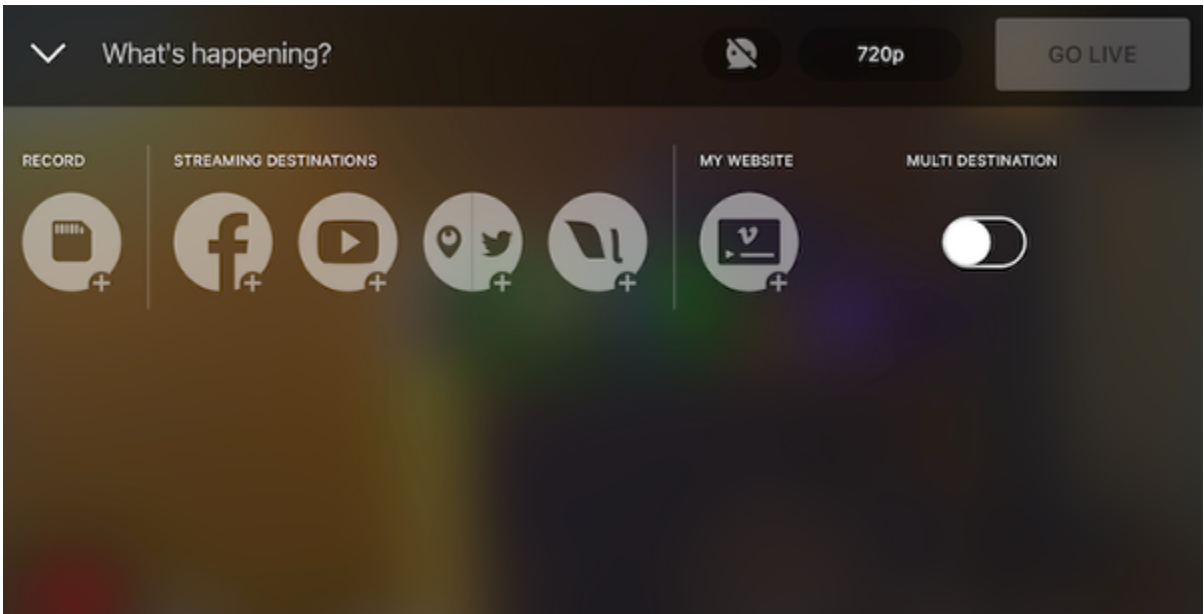 What's happening?
720p
GO LIVE
RECORD
STREAMING DESTINATIONS
MY WEBSITE
MULTI DESTINATION